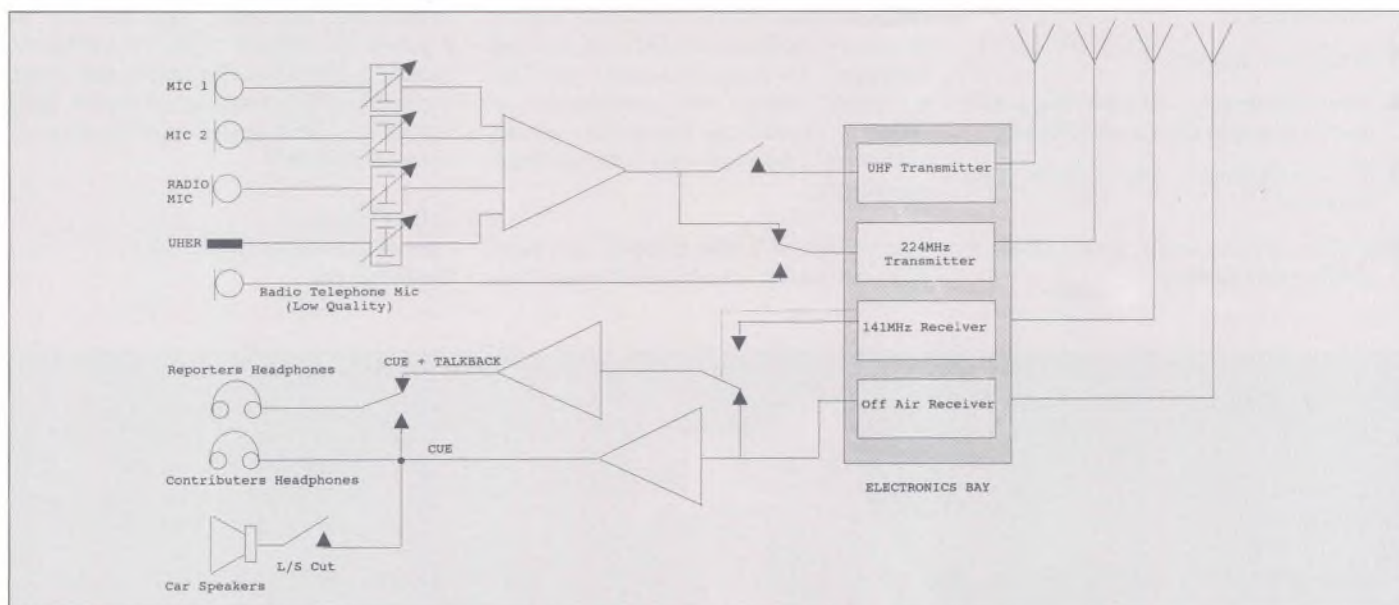 MIC 1
MIC 2
RADIO
MIC
UHER
Radio Telephone Mic
(Low Quality)
UHF Transmitter
224MHz
Transmitter
141MHz Receiver
Off Air Receiver
ELECTRONICS BAY
CUE + TALKBACK
Reporters Headphones
CUE
Contributers Headphones
L/S Cut
Car Speakers